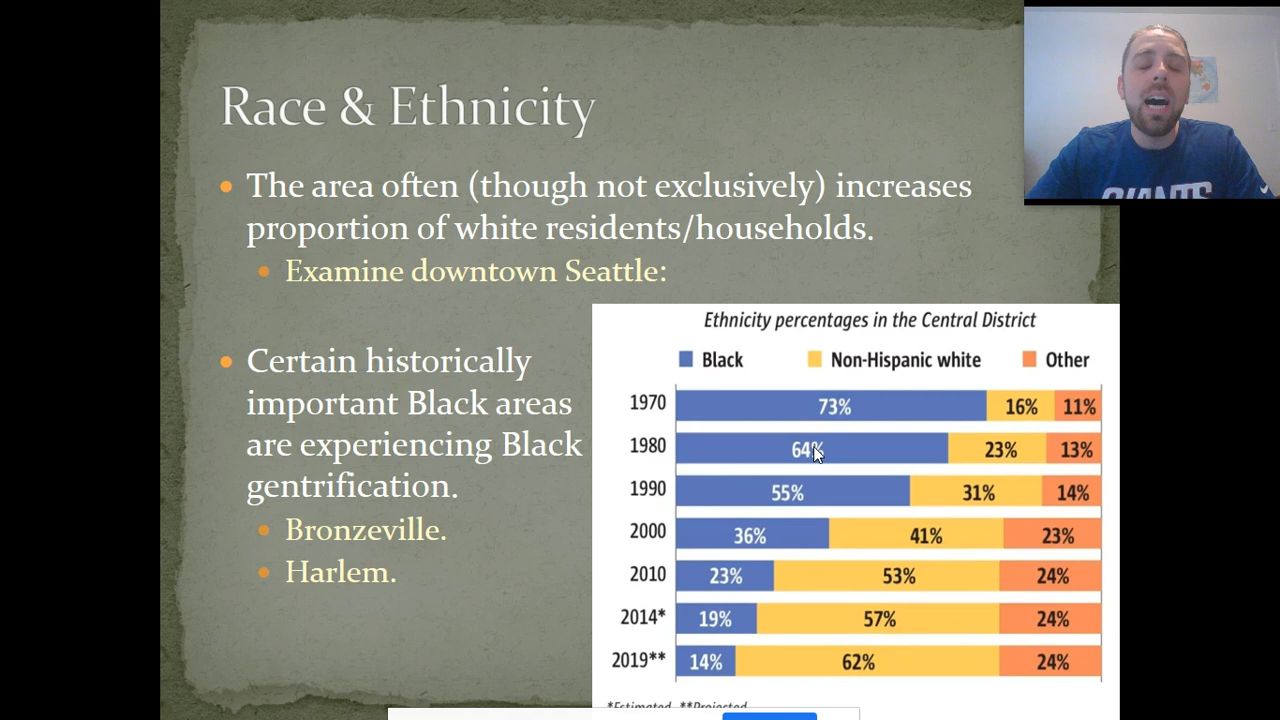 Race & Ethnicity
The area often (though not exclusively) increases
proportion of white residents/households.
Examine downtown Seattle:
Certain historically
important Black areas
are experiencing Black
gentrification.
Bronzeville.
Harlem.
Ethnicity percentages in the Central District
Black Non-Hispanic white Other
1970 73% 16% 11%
1980 64% 23% 13%
1990 55% 31% 14%
2000 36% 41% 23%
2010 23% 53% 24%
2014* 19% 57% 24%
2019** 14% 62% 24%
*Estimated **Projected
GIANTS